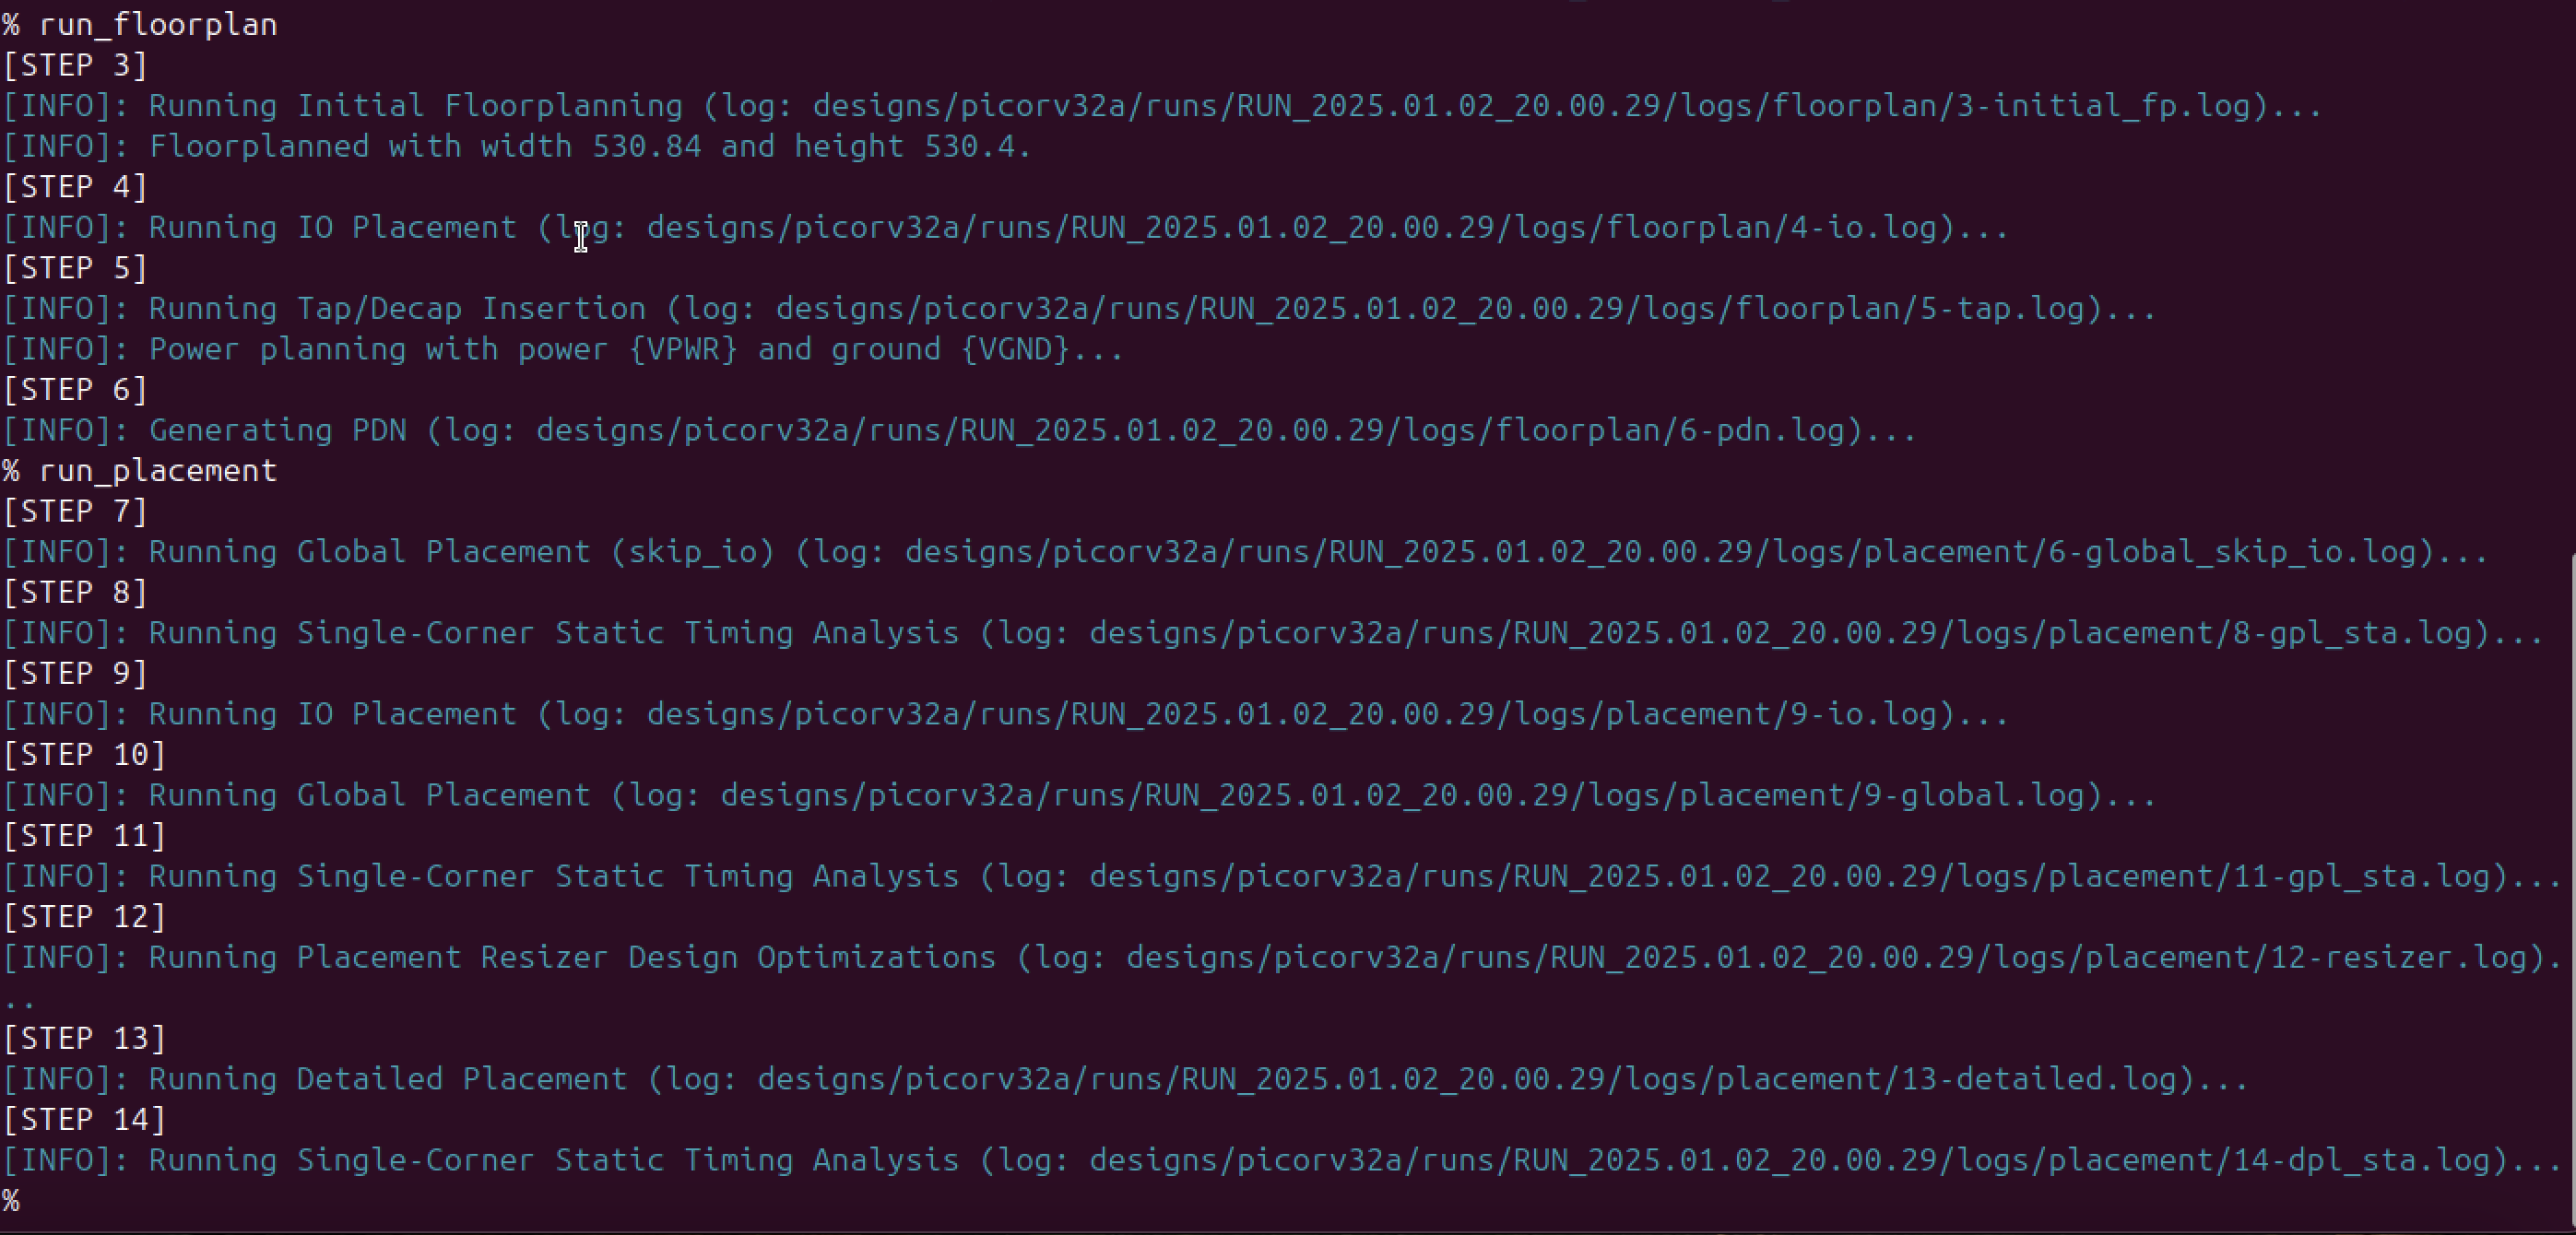 % run_floorplan
[STEP 3]
[INFO]: Running Initial Floorplanning (log: designs/picorv32a/runs/RUN_2025.01.02_20.00.29/logs/floorplan/3-initial_fp.log)...
[INFO]: Floorplanned with width 530.84 and height 530.4.
[STEP 4]
[INFO]: Running IO Placement (log: designs/picorv32a/runs/RUN_2025.01.02_20.00.29/logs/floorplan/4-io.log)...
[STEP 5]
[INFO]: Running Tap/Decap Insertion (log: designs/picorv32a/runs/RUN_2025.01.02_20.00.29/logs/floorplan/5-tap.log)...
[INFO]: Power planning with power {VPWR} and ground {VGND}...
[STEP 6]
[INFO]: Generating PDN (log: designs/picorv32a/runs/RUN_2025.01.02_20.00.29/logs/floorplan/6-pdn.log)...
% run_placement
[STEP 7]
[INFO]: Running Global Placement (skip_io) (log: designs/picorv32a/runs/RUN_2025.01.02_20.00.29/logs/placement/6-global_skip_io.log)...
[STEP 8]
[INFO]: Running Single-Corner Static Timing Analysis (log: designs/picorv32a/runs/RUN_2025.01.02_20.00.29/logs/placement/8-gpl_sta.log)...
[STEP 9]
[INFO]: Running IO Placement (log: designs/picorv32a/runs/RUN_2025.01.02_20.00.29/logs/placement/9-io.log)...
[STEP 10]
[INFO]: Running Global Placement (log: designs/picorv32a/runs/RUN_2025.01.02_20.00.29/logs/placement/9-global.log)...
[STEP 11]
[INFO]: Running Single-Corner Static Timing Analysis (log: designs/picorv32a/runs/RUN_2025.01.02_20.00.29/logs/placement/11-gpl_sta.log)...
[STEP 12]
[INFO]: Running Placement Resizer Design Optimizations (log: designs/picorv32a/runs/RUN_2025.01.02_20.00.29/logs/placement/12-resizer.log).
..
[STEP 13]
[INFO]: Running Detailed Placement (log: designs/picorv32a/runs/RUN_2025.01.02_20.00.29/logs/placement/13-detailed.log)...
[STEP 14]
[INFO]: Running Single-Corner Static Timing Analysis (log: designs/picorv32a/runs/RUN_2025.01.02_20.00.29/logs/placement/14-dpl_sta.log)...
%